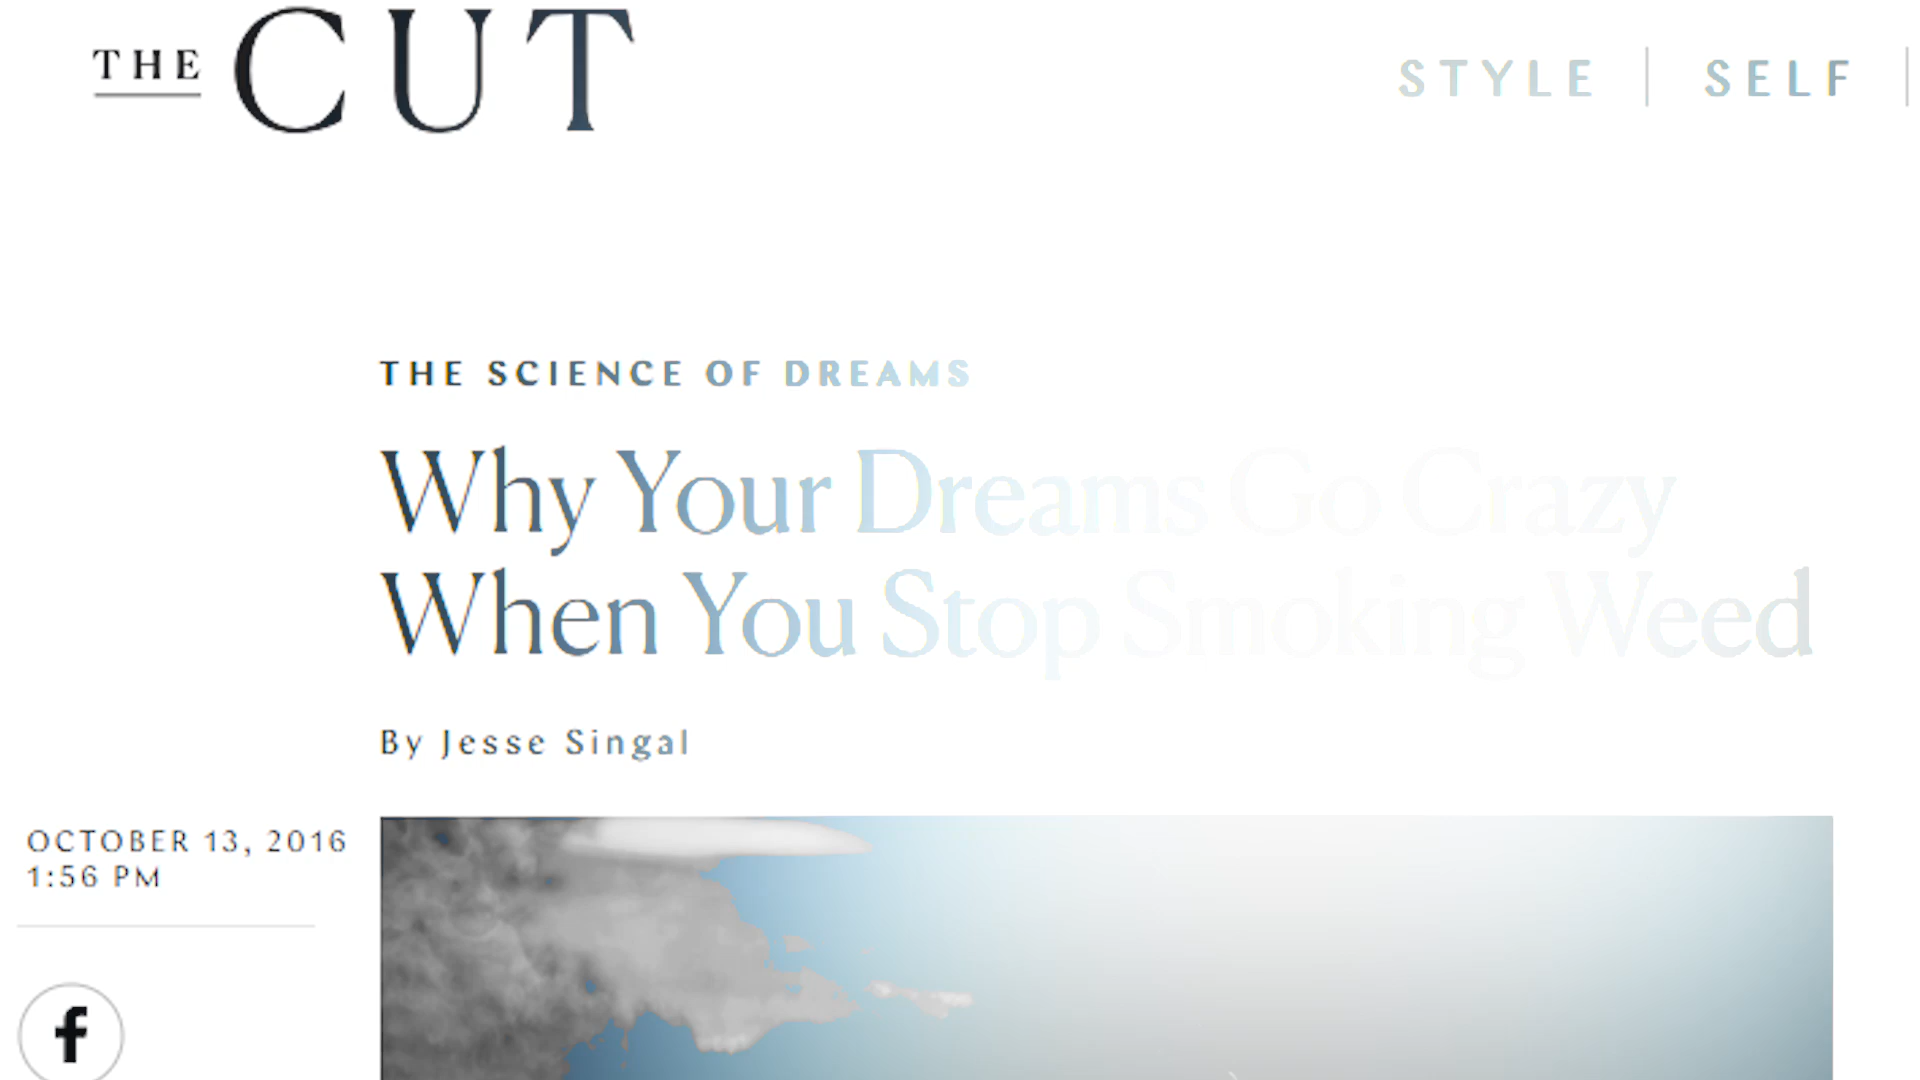 THE CUT
STYLE | SELF |
THE SCIENCE OF DREAMS
Why Your Dreams Go Crazy
When You Stop Smoking Weed
By Jesse Singal
OCTOBER 13, 2016
1:56 PM
f